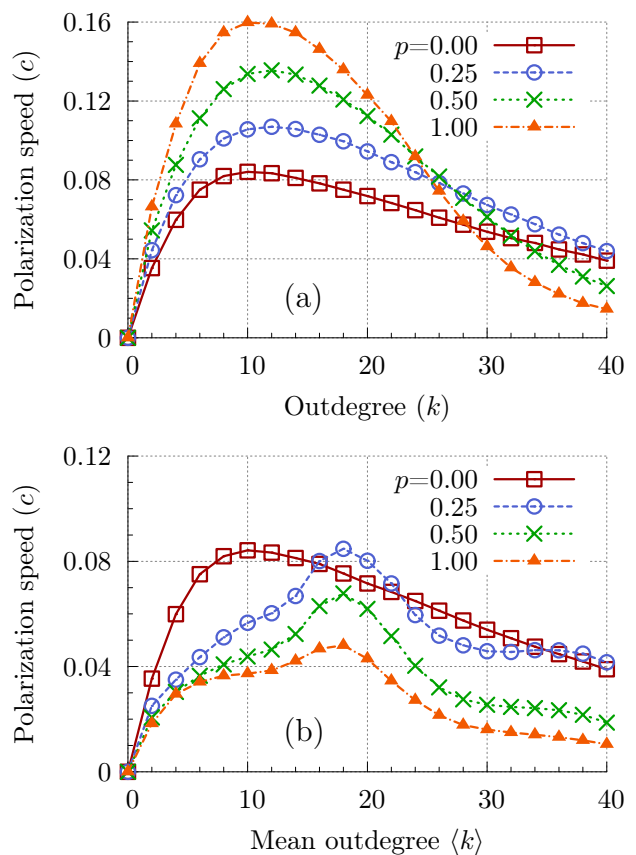 0.16
0.12
0.08
0.04
0
Polarization speed (c)
p=0.00
0.25
0.50
1.00
(a)
0 10 20 30 40
Outdegree (k)
0.12
0.08
0.04
0
Polarization speed (c)
p=0.00
0.25
0.50
1.00
(b)
0 10 20 30 40
Mean outdegree ⟨k⟩